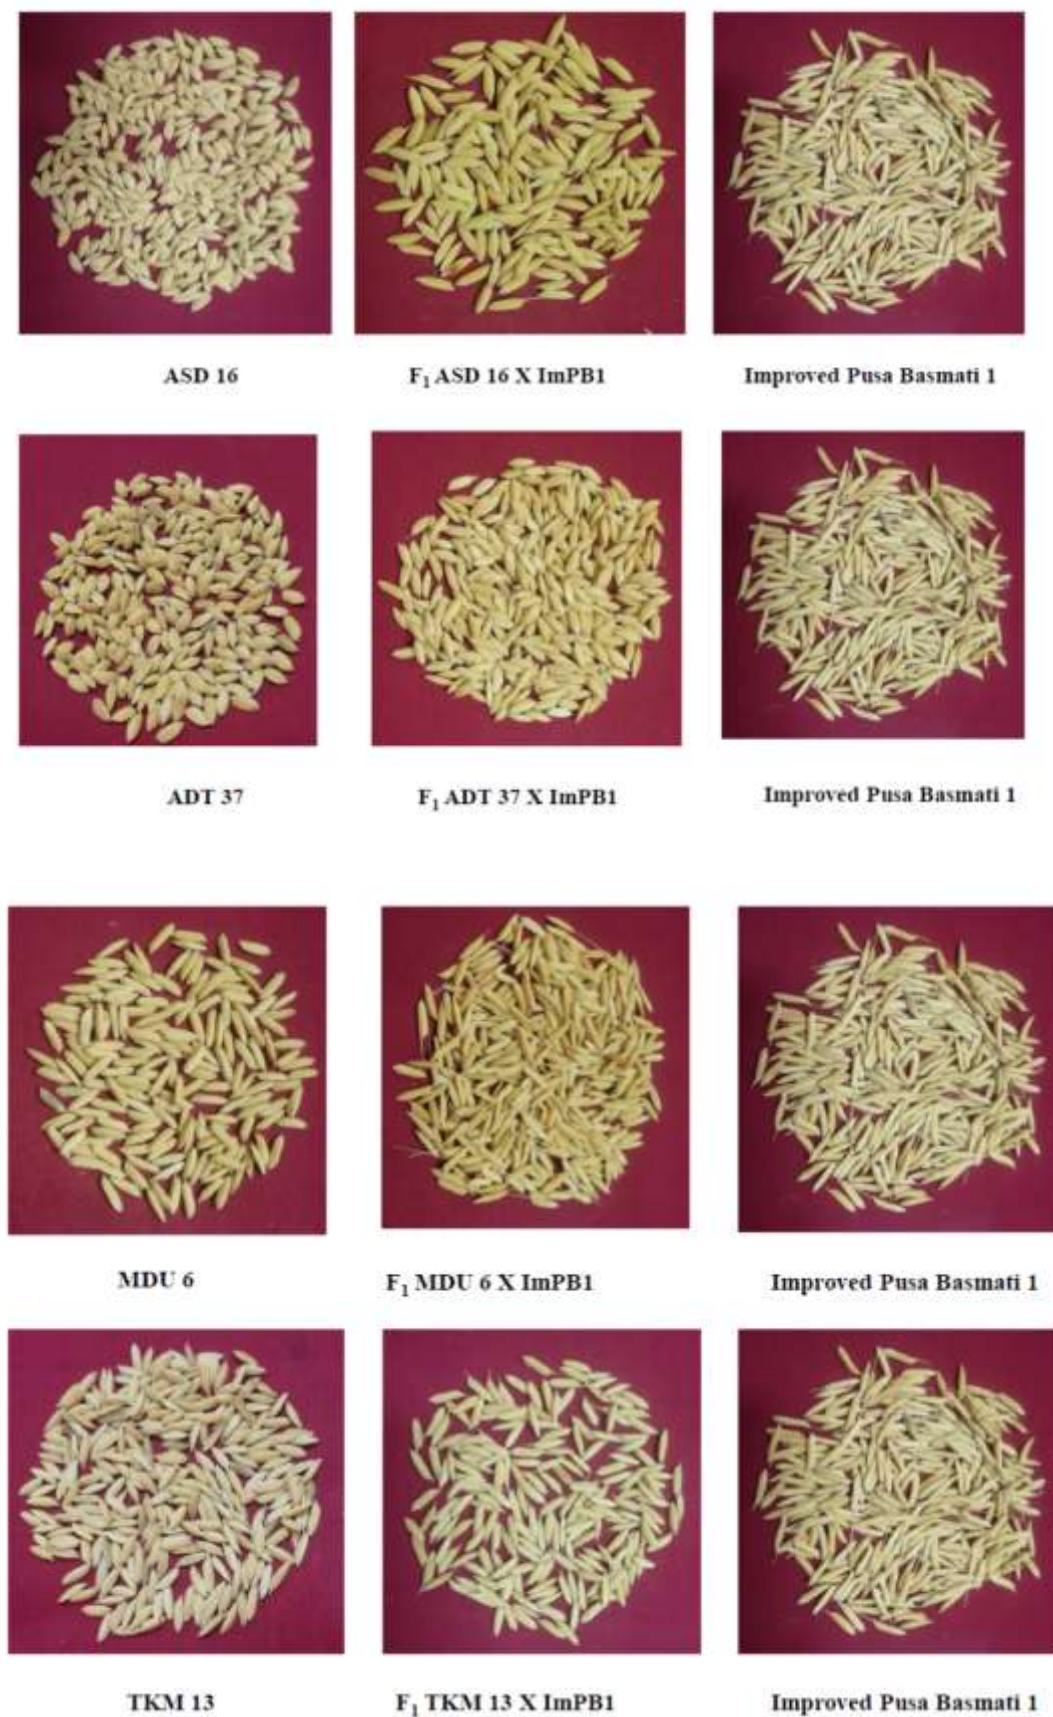 ASD 16
F₁ ASD 16 X ImPB1
Improved Pusa Basmati 1
ADT 37
F₁ ADT 37 X ImPB1
Improved Pusa Basmati 1
MDU 6
F₁ MDU 6 X ImPB1
Improved Pusa Basmati 1
TKM 13
F₁ TKM 13 X ImPB1
Improved Pusa Basmati 1